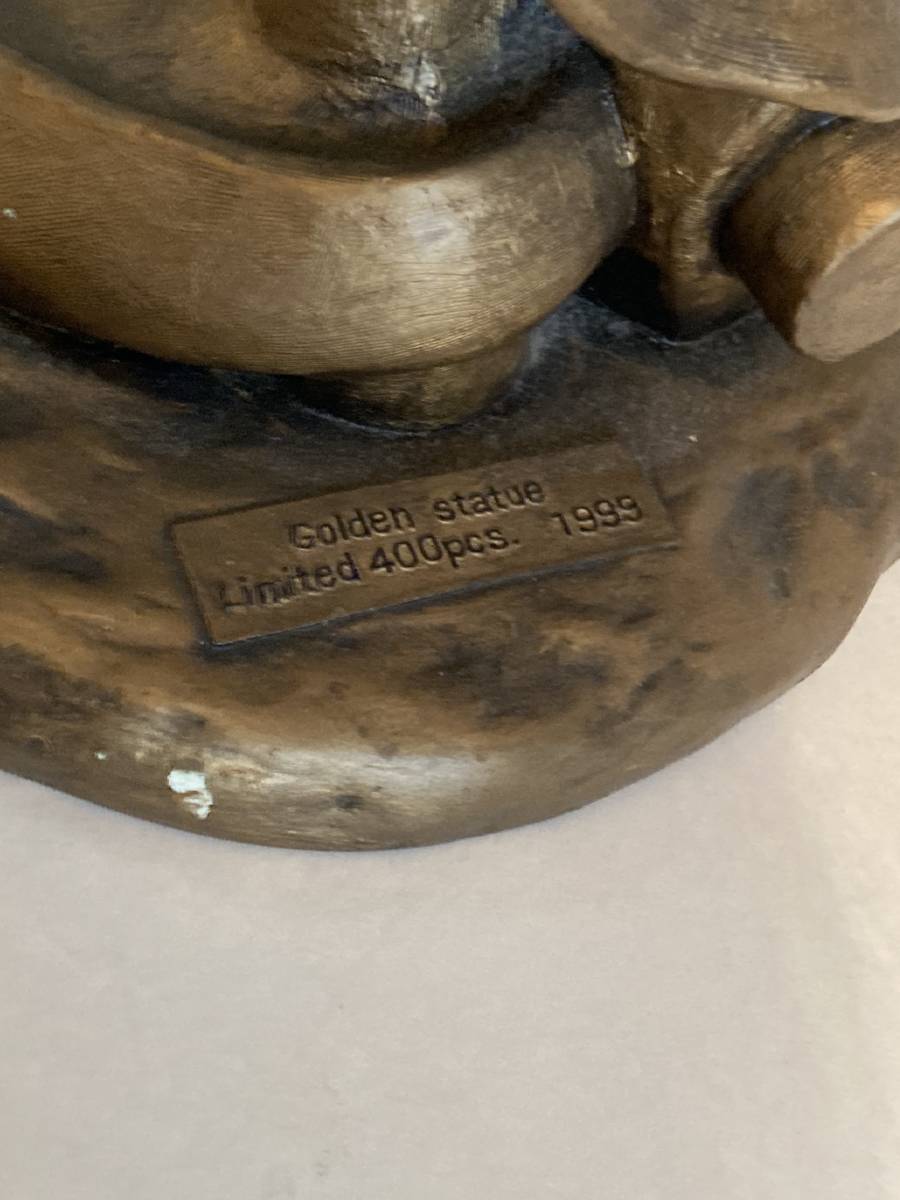 Golden statue
Limited 400pcs. 1999